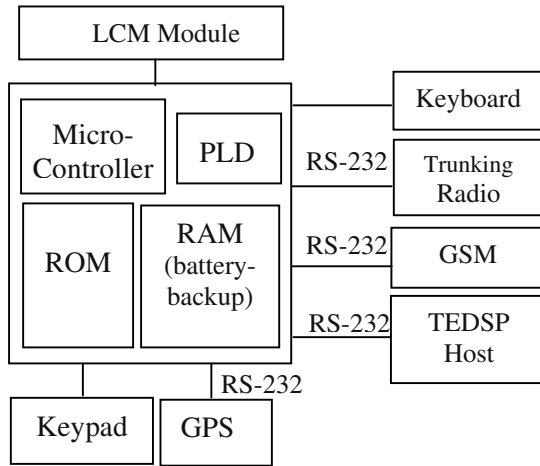 LCM Module
Micro-
Controller
PLD
ROM
RAM
(battery-
backup)
Keyboard
RS-232
Trunking
Radio
RS-232
GSM
RS-232
TEDSP
Host
RS-232
Keypad
GPS